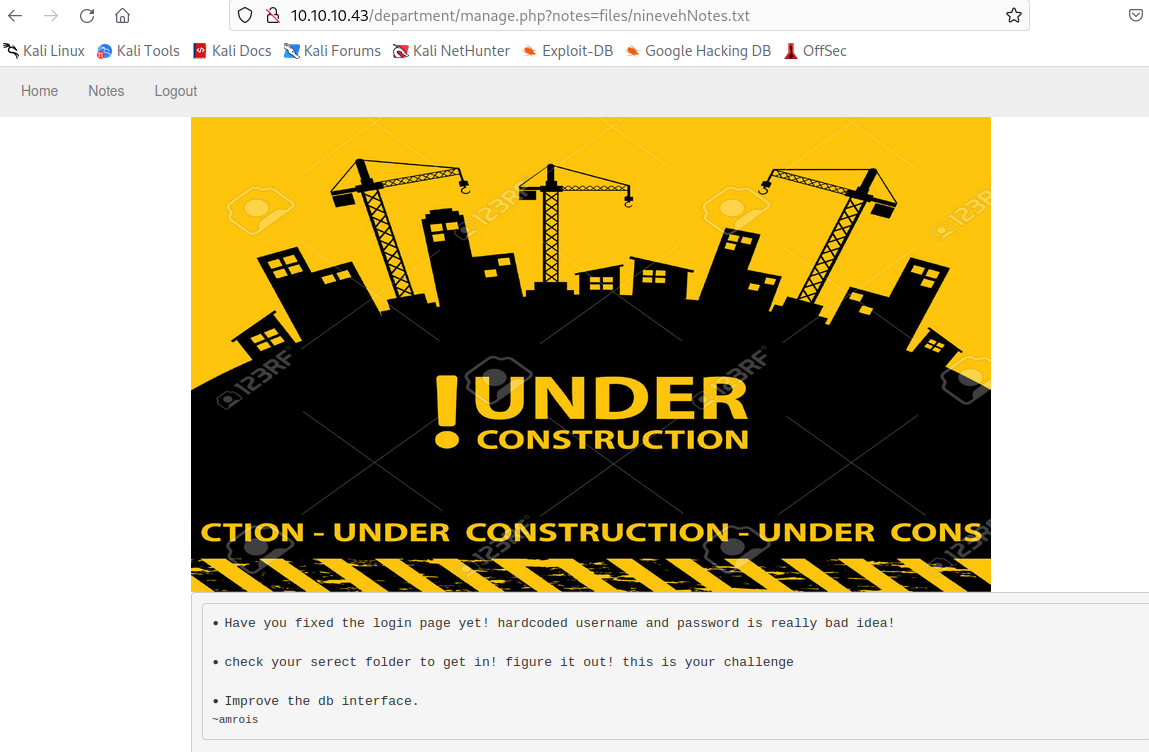 10.10.10.43/department/manage.php?notes=files/ninevehNotes.txt
Kali Linux Kali Tools Kali Docs Kali Forums Kali NetHunter Exploit-DB Google Hacking DB OffSec
Home Notes Logout
123RF
123RF
123RF
123RF
! UNDER
CONSTRUCTION
CTION - UNDER CONSTRUCTION - UNDER CONS
123RF
123RF
• Have you fixed the login page yet! hardcoded username and password is really bad idea!
• check your serect folder to get in! figure it out! this is your challenge
• Improve the db interface.
~amrois